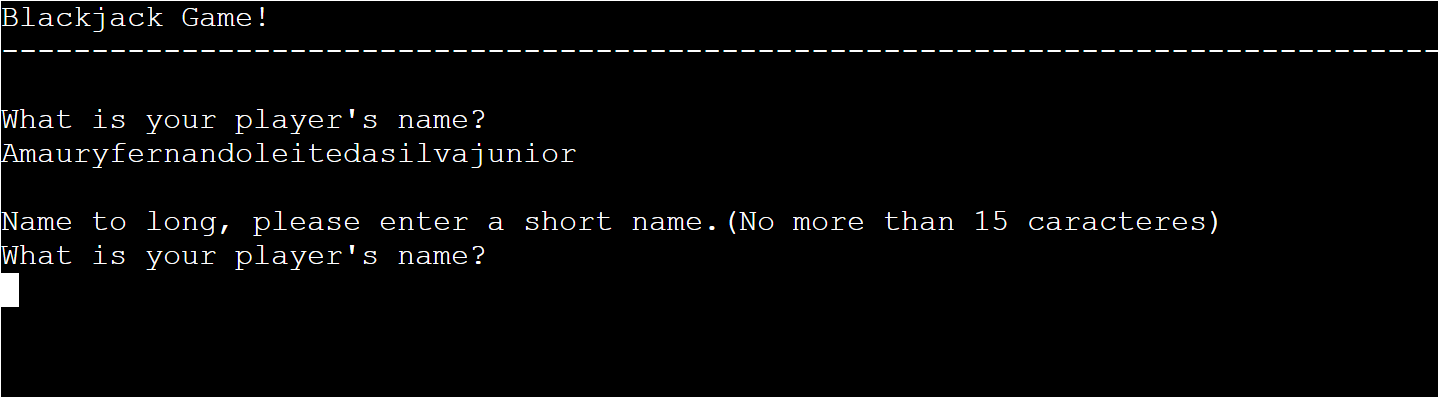 Blackjack Game!
--------------------------------------------------------------------------------
What is your player's name?
Amauryfernandoleitedasilvajunior
Name to long, please enter a short name.(No more than 15 caracteres)
What is your player's name?